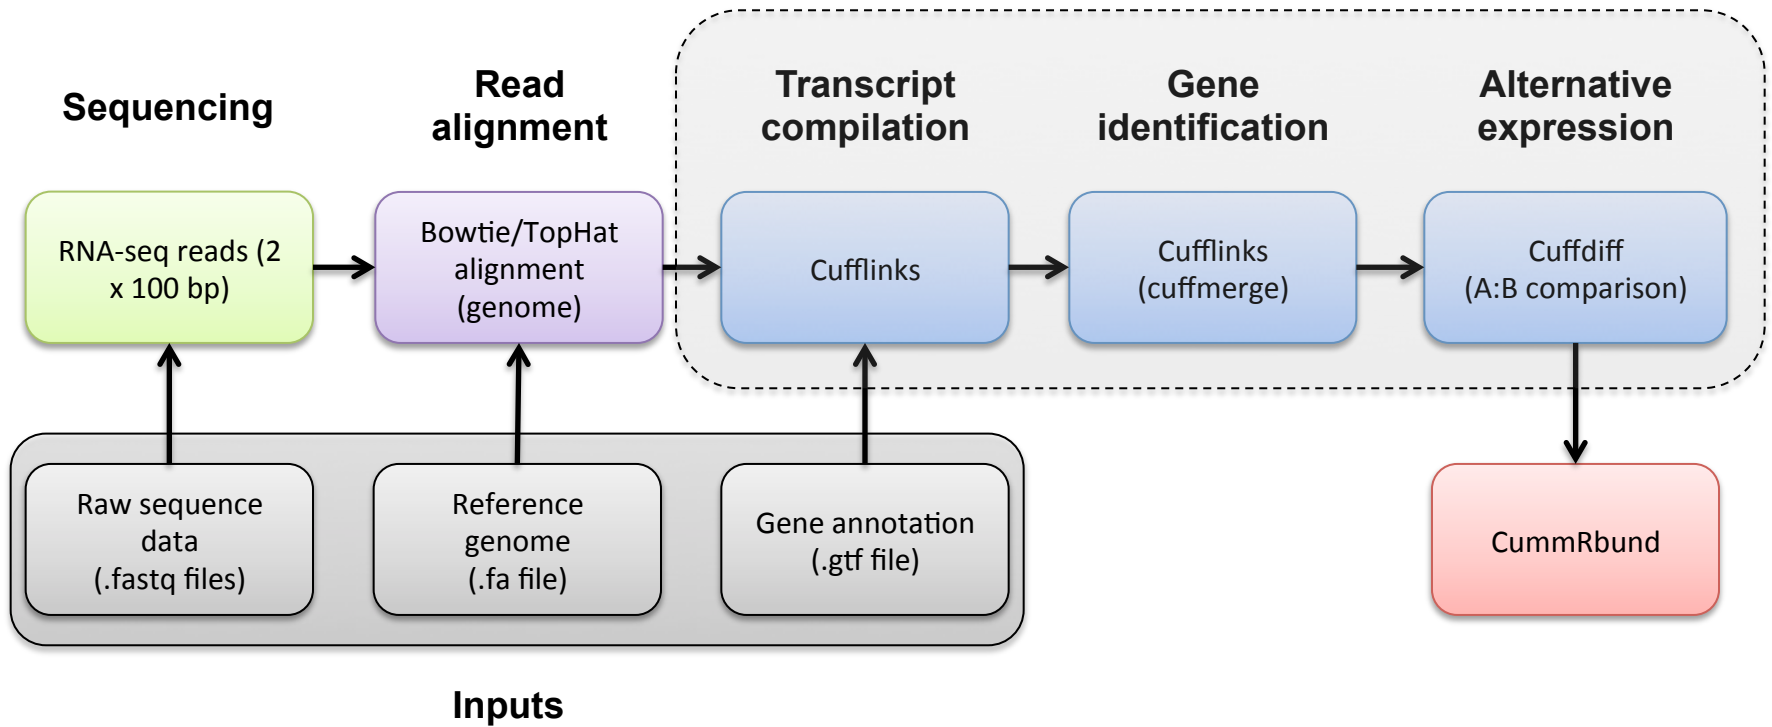 Sequencing
Read
alignment
Transcript
compilation
Gene
identification
Alternative
expression
RNA-seq reads (2
x 100 bp)
Bowtie/TopHat
alignment
(genome)
Cufflinks
Cufflinks
(cuffmerge)
Cuffdiff
(A:B comparison)
Raw sequence
data
(.fastq files)
Reference
genome
(.fa file)
Gene annotation
(.gtf file)
CummRbund
Inputs